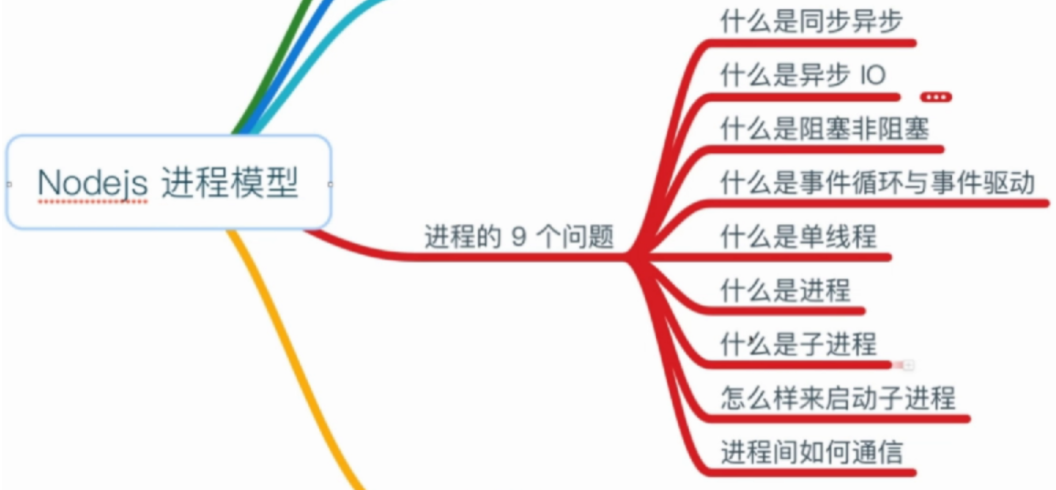 什么是同步异步
什么是异步 IO
什么是阻塞非阻塞
Nodejs 进程模型
什么是事件循环与事件驱动
进程的 9 个问题
什么是单线程
什么是进程
什么是子进程
怎么样来启动子进程
进程间如何通信